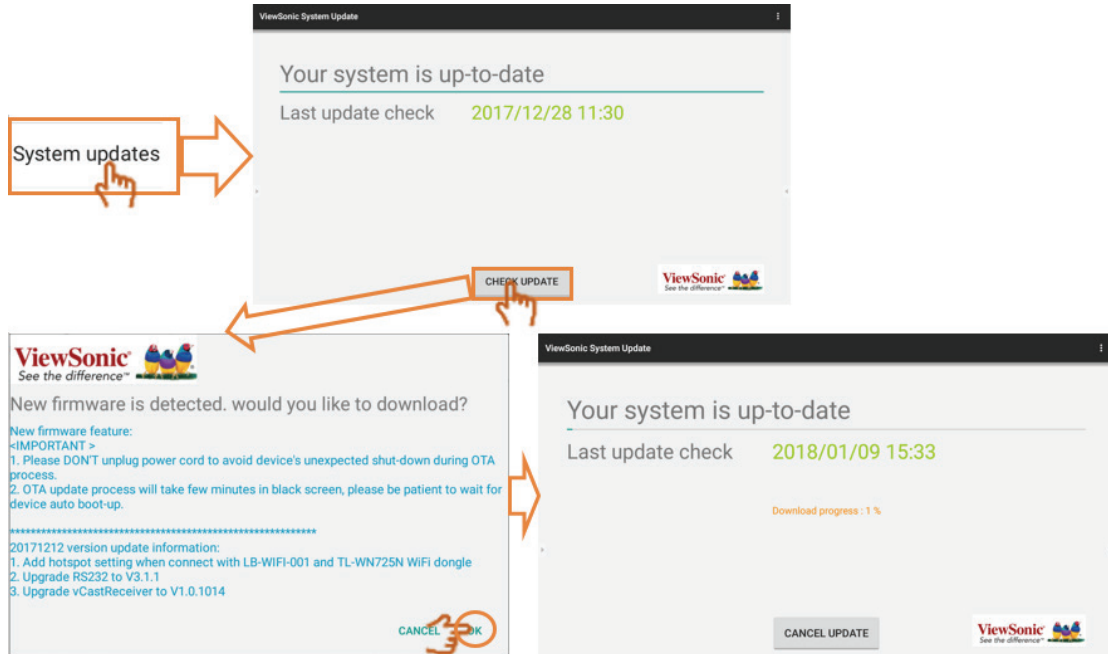 ViewSonic System Update
Your system is up-to-date
Last update check 2017/12/28 11:30
System updates
CHECK UPDATE
ViewSonic®
See the difference™
ViewSonic®
See the difference™
New firmware is detected. would you like to download?
New firmware feature:
<IMPORTANT >
1. Please DON'T unplug power cord to avoid device's unexpected shut-down during OTA
process.
2. OTA update process will take few minutes in black screen, please be patient to wait for
device auto boot-up.
***********************************************************
20171212 version update information:
1. Add hotspot setting when connect with LB-WIFI-001 and TL-WN725N WiFi dongle
2. Upgrade RS232 to V3.1.1
3. Upgrade vCastReceiver to V1.0.1014
CANCEL OK
ViewSonic System Update
Your system is up-to-date
Last update check 2018/01/09 15:33
Download progress : 1 %
CANCEL UPDATE
ViewSonic®
See the difference™